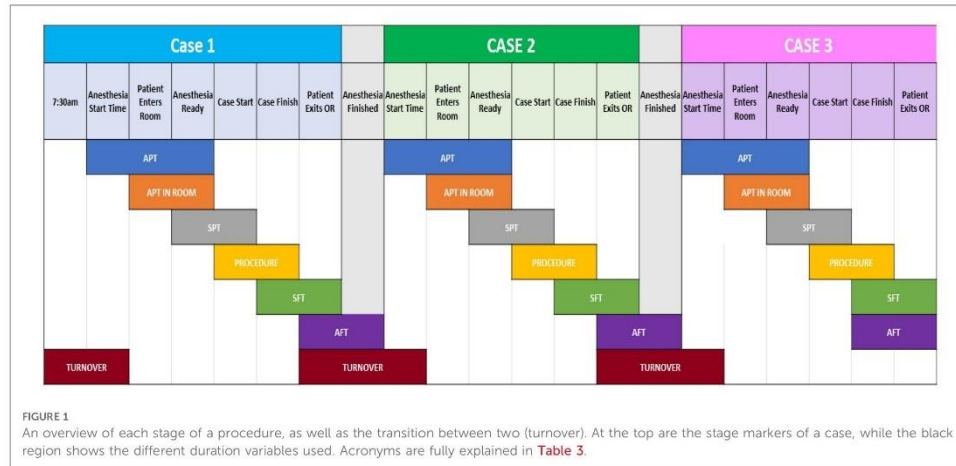 Case 1 CASE 2 CASE 3
7:30am Anesthesia Start Time Patient Enters Room Anesthesia Ready Case Start Case Finish Patient Exits OR Anesthesia Finished Anesthesia Start Time Patient Enters Room Anesthesia Ready Case Start Case Finish Patient Exits OR Anesthesia Finished Anesthesia Start Time Patient Enters Room Anesthesia Ready Case Start Case Finish Patient Exits OR
APT APT APT
APT IN ROOM APT IN ROOM APT IN ROOM
SPT SPT SPT
PROCEDURE PROCEDURE PROCEDURE
SFT SFT SFT
AFT AFT AFT
TURNOVER TURNOVER TURNOVER
FIGURE 1
An overview of each stage of a procedure, as well as the transition between two (turnover). At the top are the stage markers of a case, while the black
region shows the different duration variables used. Acronyms are fully explained in Table 3.